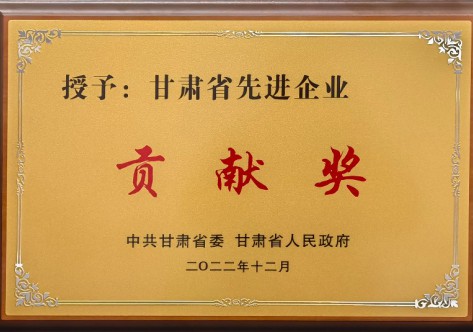 授予：甘肃省先进企业
贡献奖
中共甘肃省委 甘肃省人民政府
二〇二二年十二月